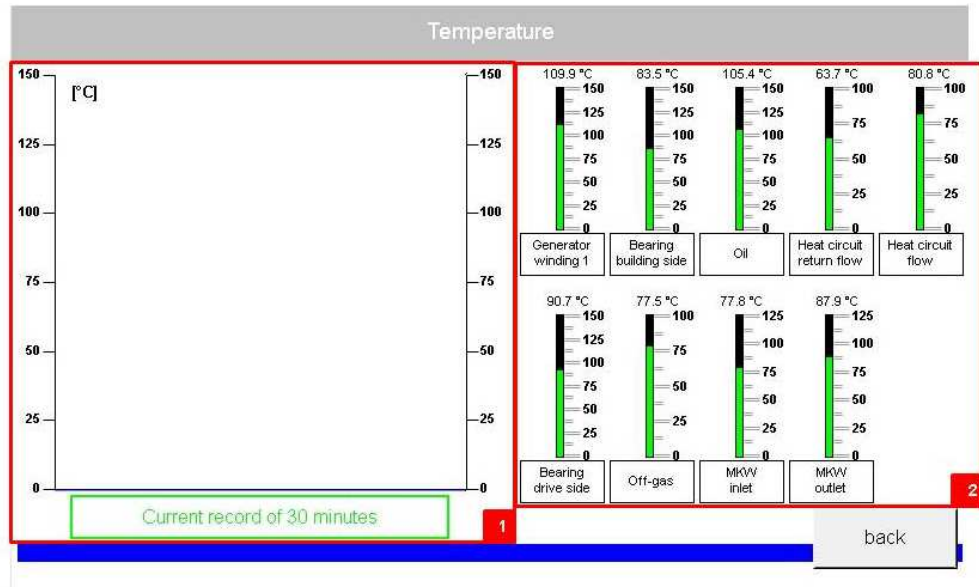 Temperature
150
150
[°C]
125
125
100
100
75
75
50
50
25
25
0
0
Current record of 30 minutes
1
109.9 °C
83.5 °C
105.4 °C
63.7 °C
80.8 °C
150
150
150
100
100
125
125
125
75
75
100
100
100
75
75
75
50
50
50
50
50
25
25
25
25
25
0
0
0
0
0
Generator
winding 1
Bearing
building side
Oil
Heat circuit
return flow
Heat circuit
flow
90.7 °C
77.5 °C
77.8 °C
87.9 °C
150
100
125
125
125
75
100
100
100
75
75
75
50
50
50
50
25
25
25
25
0
0
0
0
Bearing
drive side
Off-gas
MKW
inlet
MKW
outlet
2
back